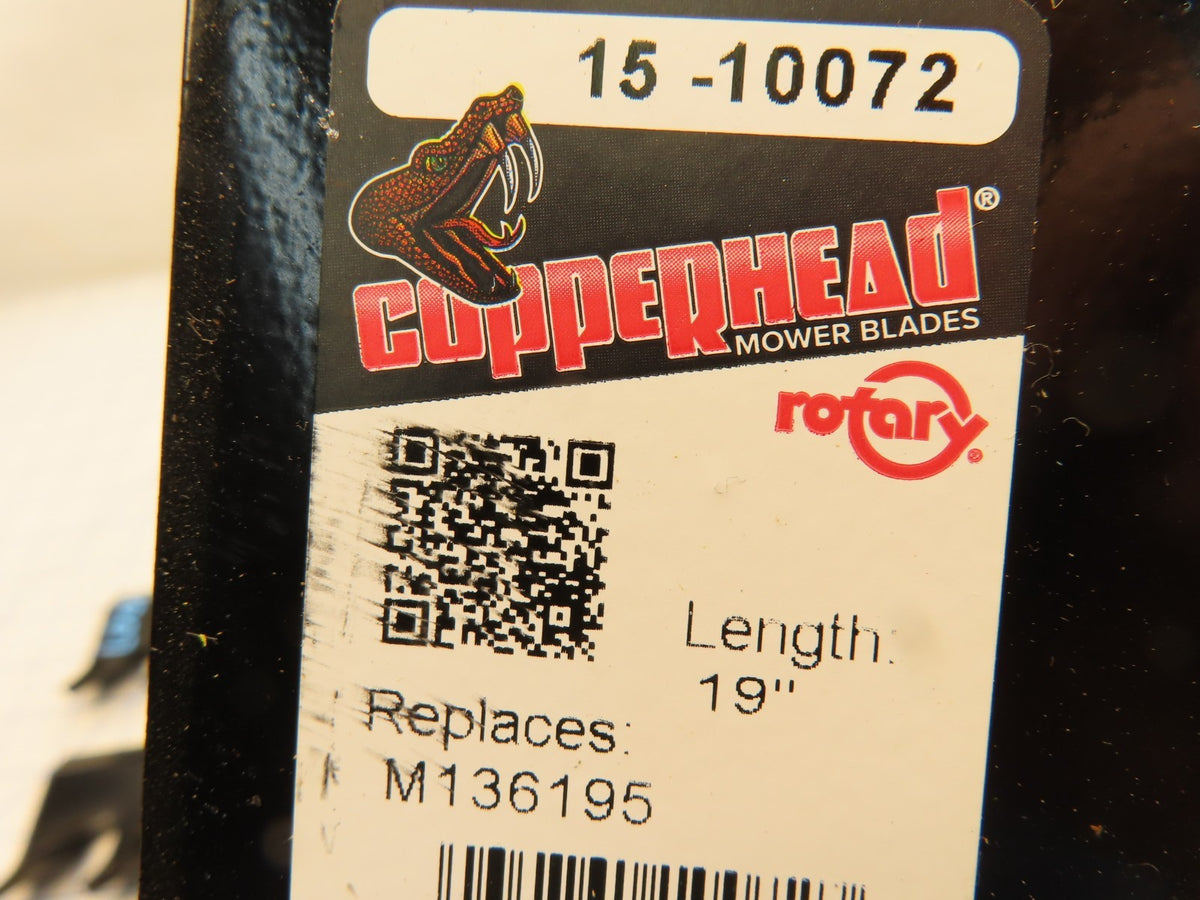 15 -10072
COPPERHEAD®
MOWER BLADES
rotary®
Length:
19"
Replaces:
M136195